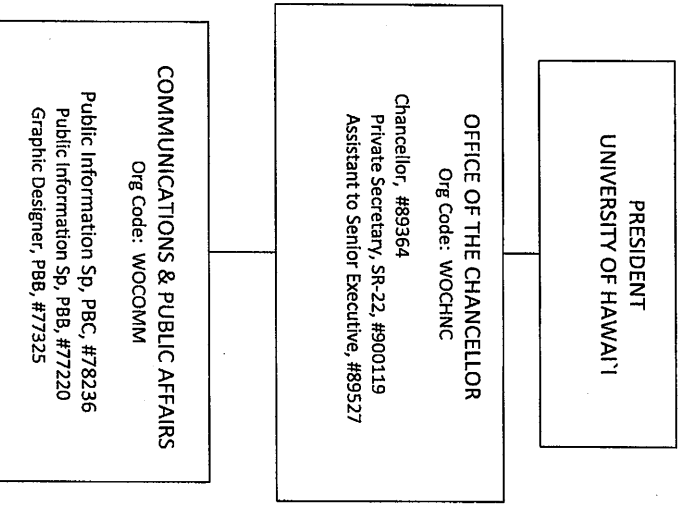 PRESIDENT
UNIVERSITY OF HAWAI`I
OFFICE OF THE CHANCELLOR
Org Code: WOCHNC
Chancellor, #89364
Private Secretary, SR-22, #900119
Assistant to Senior Executive, #89527
COMMUNICATIONS & PUBLIC AFFAIRS
Org Code: WOCOMM
Public Information Sp, PBC, #78236
Public Information Sp, PBB, #77220
Graphic Designer, PBB, #77325